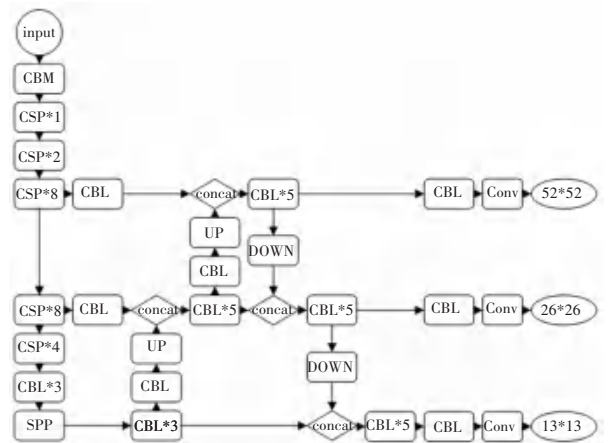 input
CBM
CSP*1
CSP*2
CSP*8 CBL concat CBL*5 CBL Conv 52*52
UP
DOWN
CBL
CSP*8 CBL concat CBL*5 concat CBL*5 CBL Conv 26*26
CSP*4 UP
DOWN
CBL*3 CBL
SPP CBL*3 concat CBL*5 CBL Conv 13*13